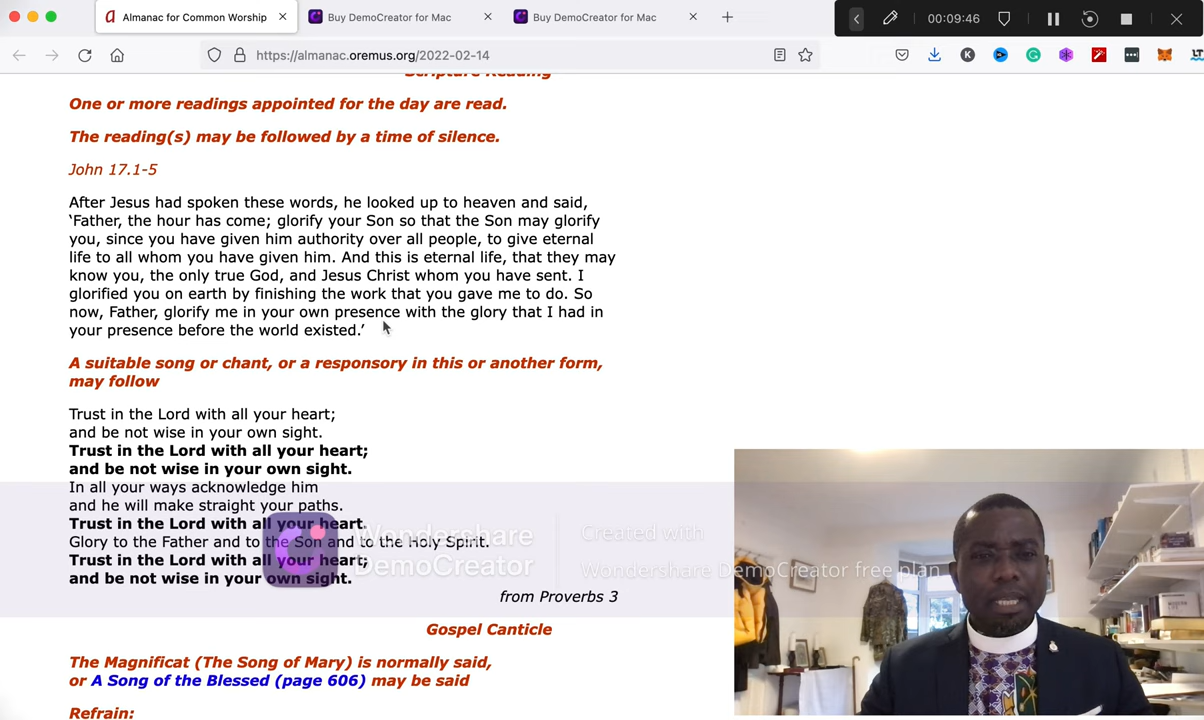 Almanac for Common Worship
Buy DemoCreator for Mac
Buy DemoCreator for Mac
00:09:46
https://almanac.oremus.org/2022-02-14
Scripture Reading
One or more readings appointed for the day are read.
The reading(s) may be followed by a time of silence.
John 17.1-5
After Jesus had spoken these words, he looked up to heaven and said,
‘Father, the hour has come; glorify your Son so that the Son may glorify
you, since you have given him authority over all people, to give eternal
life to all whom you have given him. And this is eternal life, that they may
know you, the only true God, and Jesus Christ whom you have sent. I
glorified you on earth by finishing the work that you gave me to do. So
now, Father, glorify me in your own presence with the glory that I had in
your presence before the world existed.’
A suitable song or chant, or a responsory in this or another form,
may follow
Trust in the Lord with all your heart;
and be not wise in your own sight.
Trust in the Lord with all your heart;
and be not wise in your own sight.
In all your ways acknowledge him
and he will make straight your paths.
Trust in the Lord with all your heart.
Glory to the Father and to the Son and to the Holy Spirit.
Trust in the Lord with all your heart;
and be not wise in your own sight.
Wondershare
DemoCreator
Created with
Wondershare DemoCreator free plan
from Proverbs 3
Gospel Canticle
The Magnificat (The Song of Mary) is normally said,
or A Song of the Blessed (page 606) may be said
Refrain: